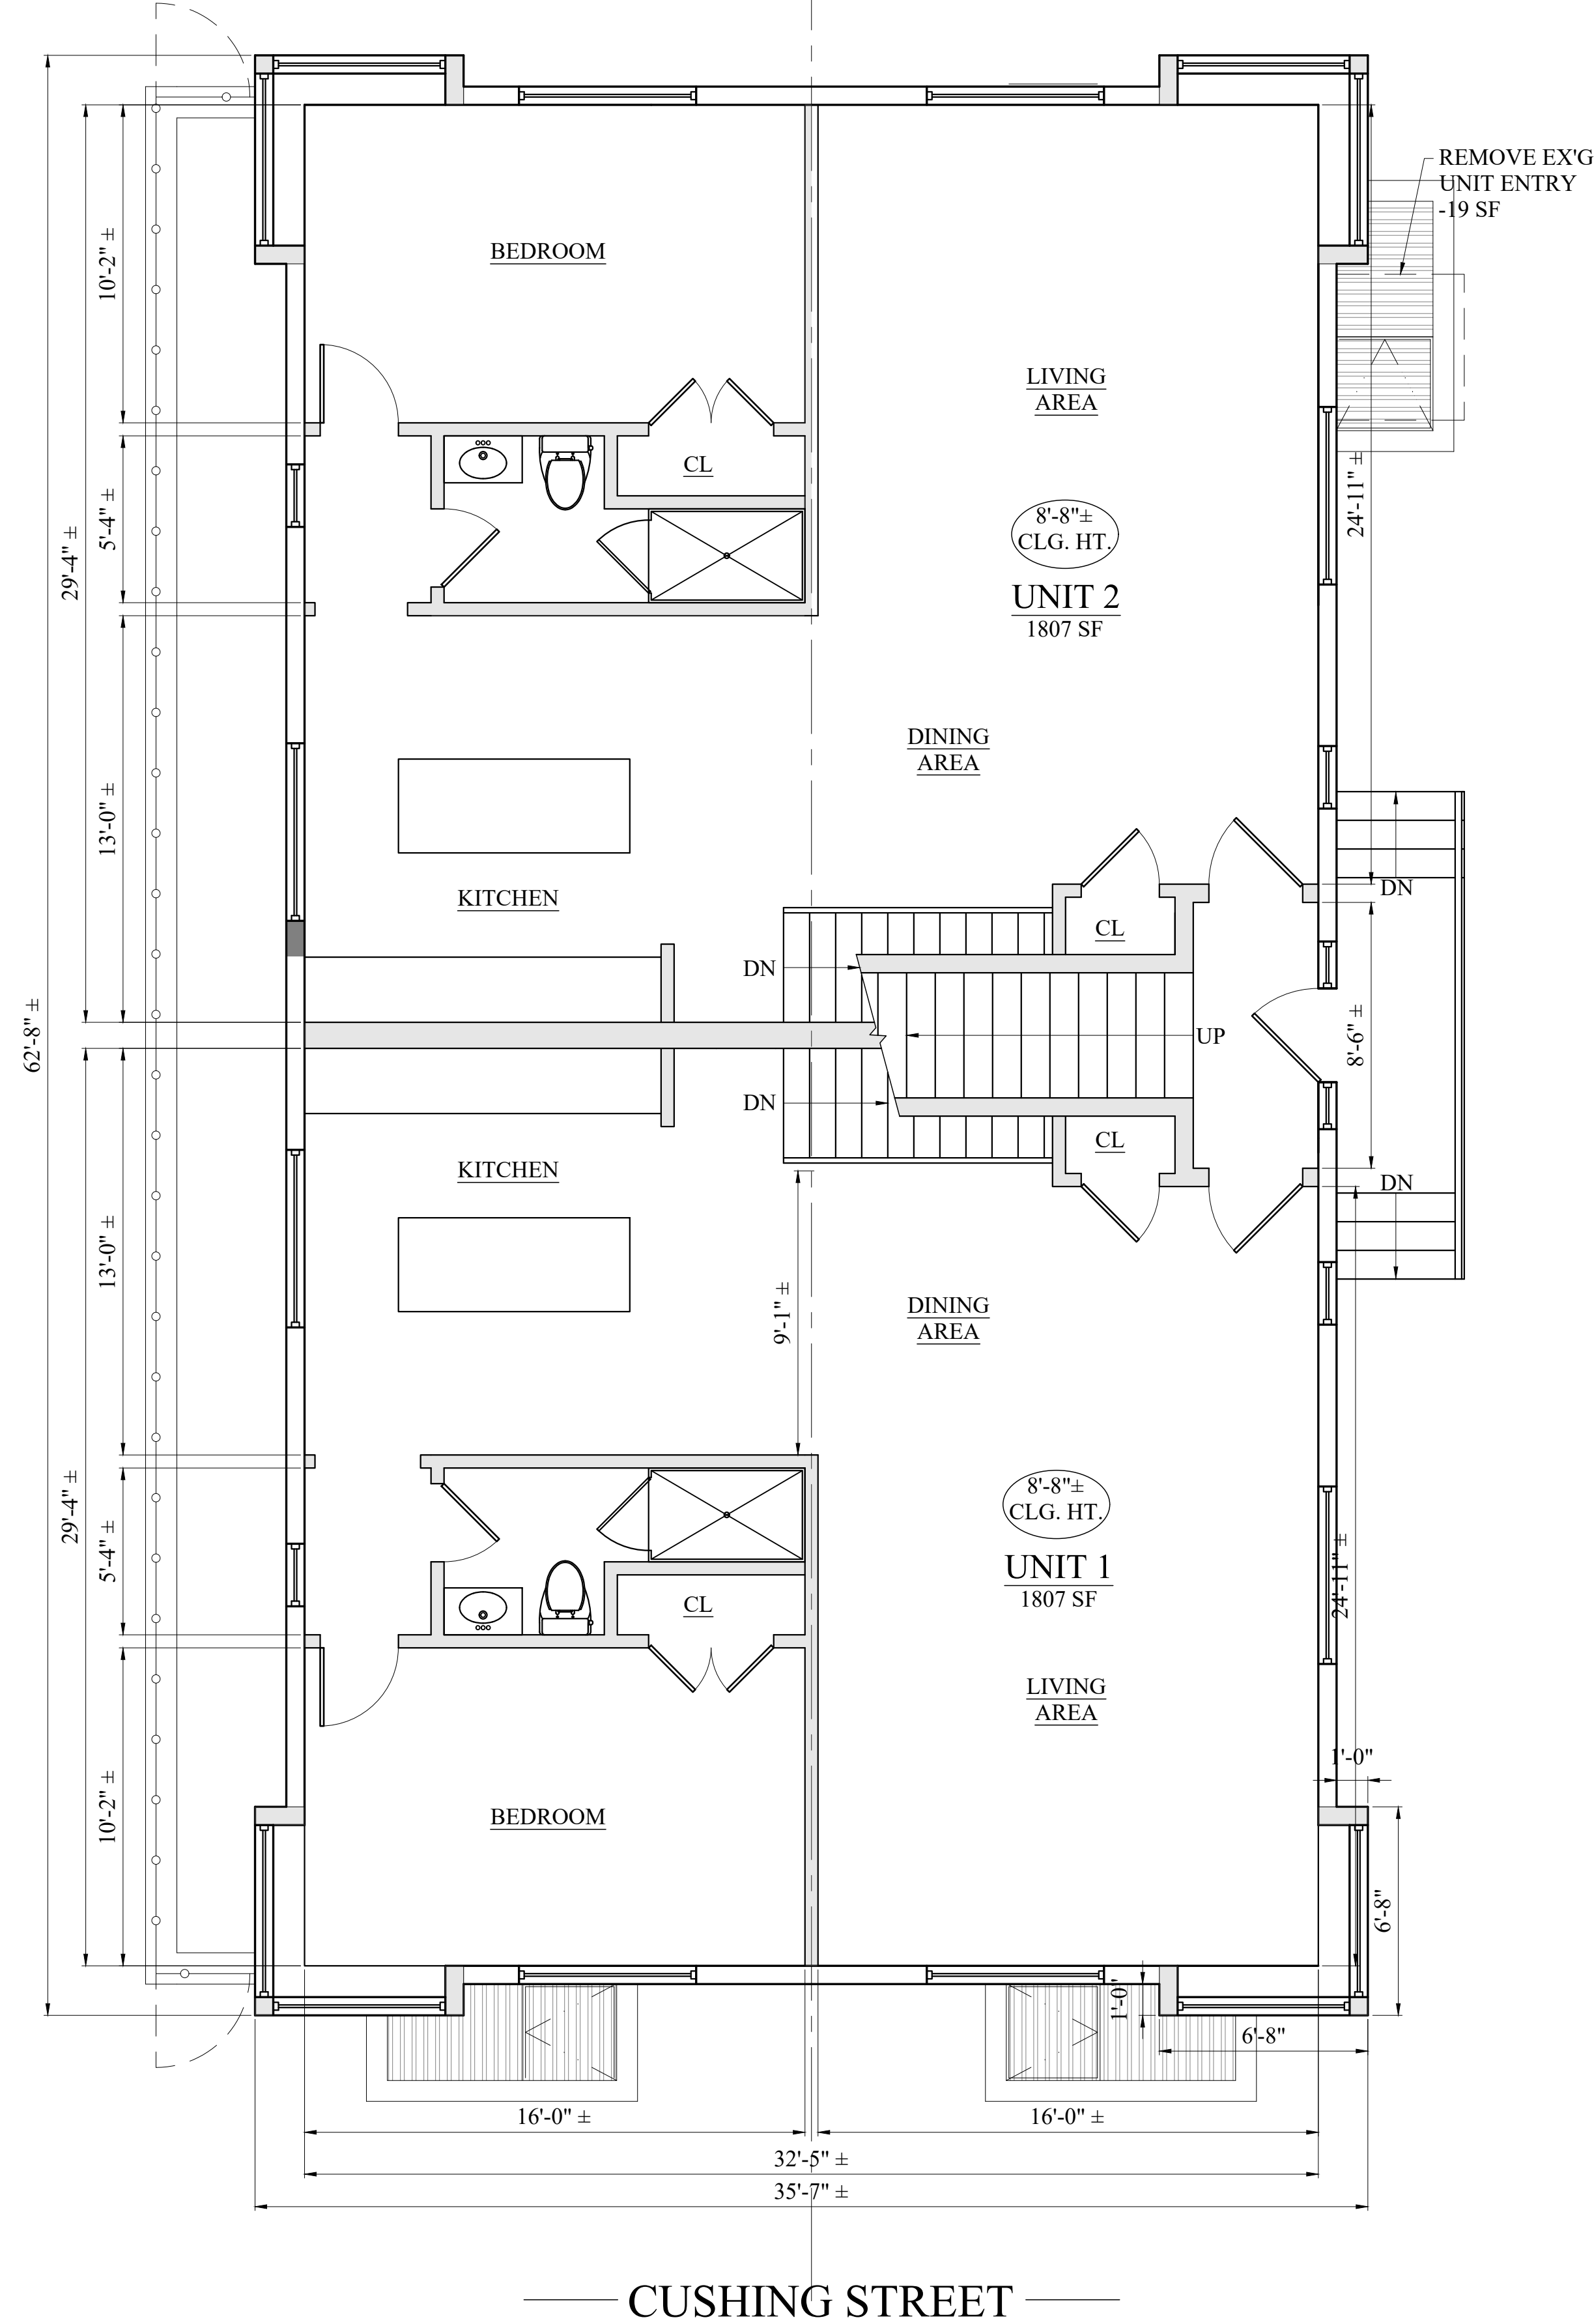 REMOVE EX'G
UNIT ENTRY
-19 SF
10'-2" ±
BEDROOM
LIVING
AREA
CL
24'-11" ±
5'-4" ±
29'-4" ±
8'-8"±
CLG. HT.
UNIT 2
1807 SF
DINING
AREA
13'-0" ±
KITCHEN
DN
CL
DN
62'-8" ±
UP
8'-6" ±
DN
CL
KITCHEN
DN
13'-0" ±
9'-1" ±
DINING
AREA
29'-4" ±
8'-8"±
CLG. HT.
UNIT 1
1807 SF
5'-4" ±
24'-11" ±
CL
LIVING
AREA
1'-0"
10'-2" ±
BEDROOM
6'-8"
1'-0"
6'-8"
16'-0" ±
16'-0" ±
32'-5" ±
35'-7" ±
CUSHING STREET